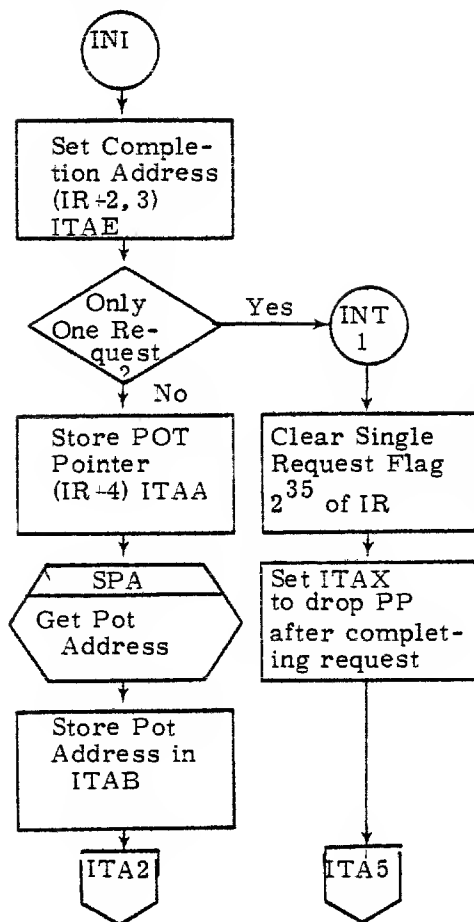 INI
Set Comple-
tion Address
(IR+2, 3)
ITAE
Only
One Re-
quest
?
Yes
INT
1
No
Store POT
Pointer
(IR+4) ITAA
Clear Single
Request Flag
2^35 of IR
SPA
Get Pot
Address
Set ITAX
to drop PP
after complet-
ing request
Store Pot
Address in
ITAB
ITA2
ITA5